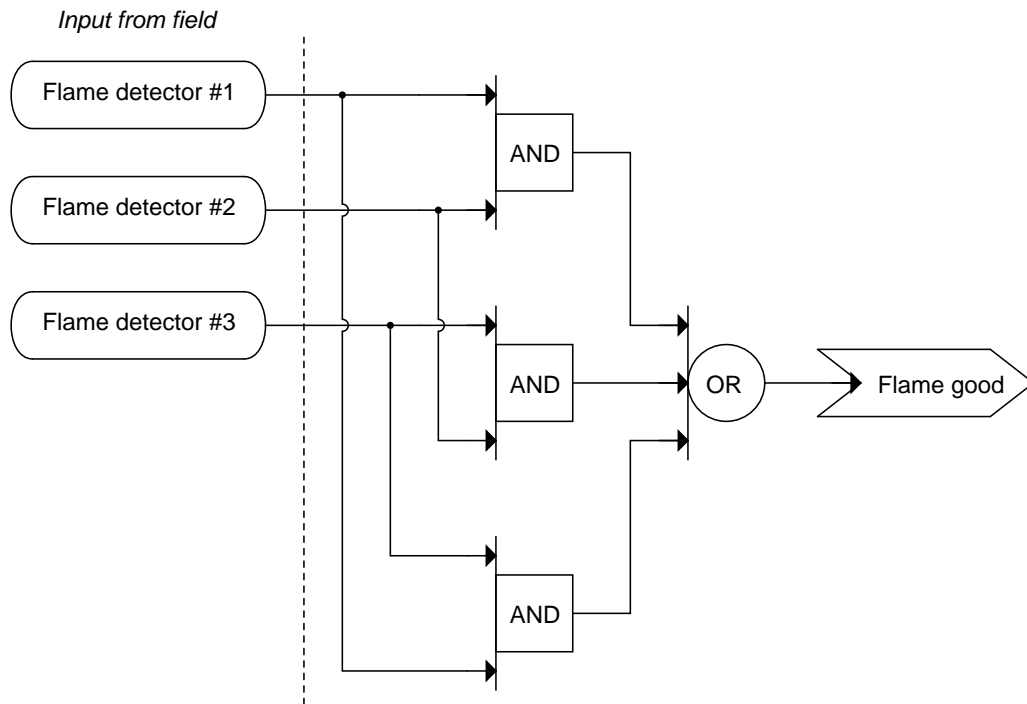 Input from field
Flame detector #1
AND
Flame detector #2
Flame detector #3
AND
OR
Flame good
AND